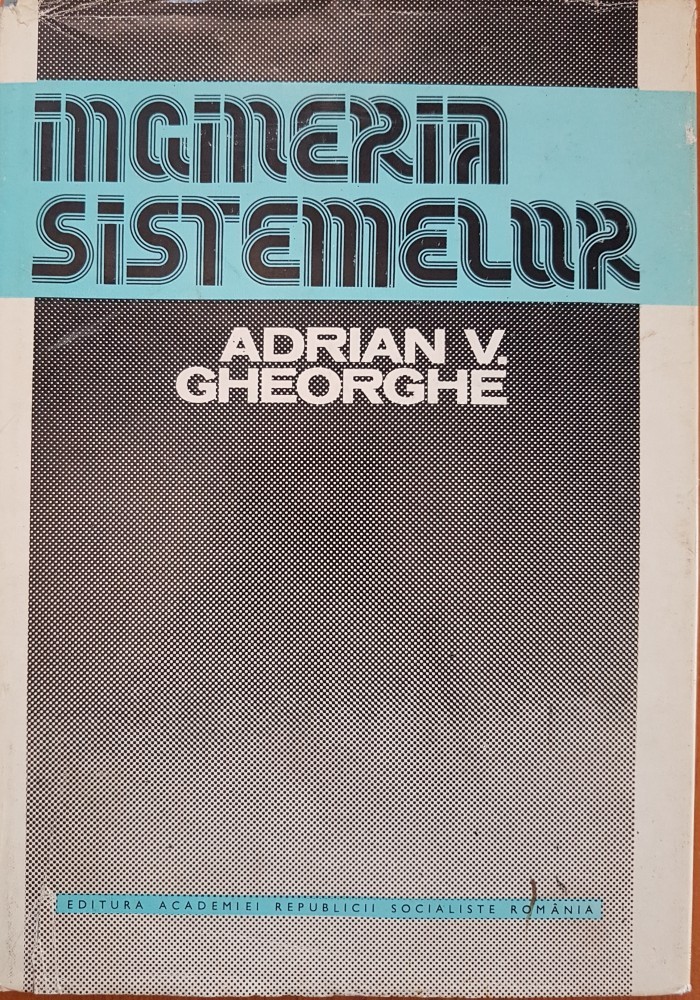 INGINERIA
SISTEMELOR
ADRIAN V.
GHEORGHE
EDITURA ACADEMIEI REPUBLICII SOCIALISTE ROMÂNIA